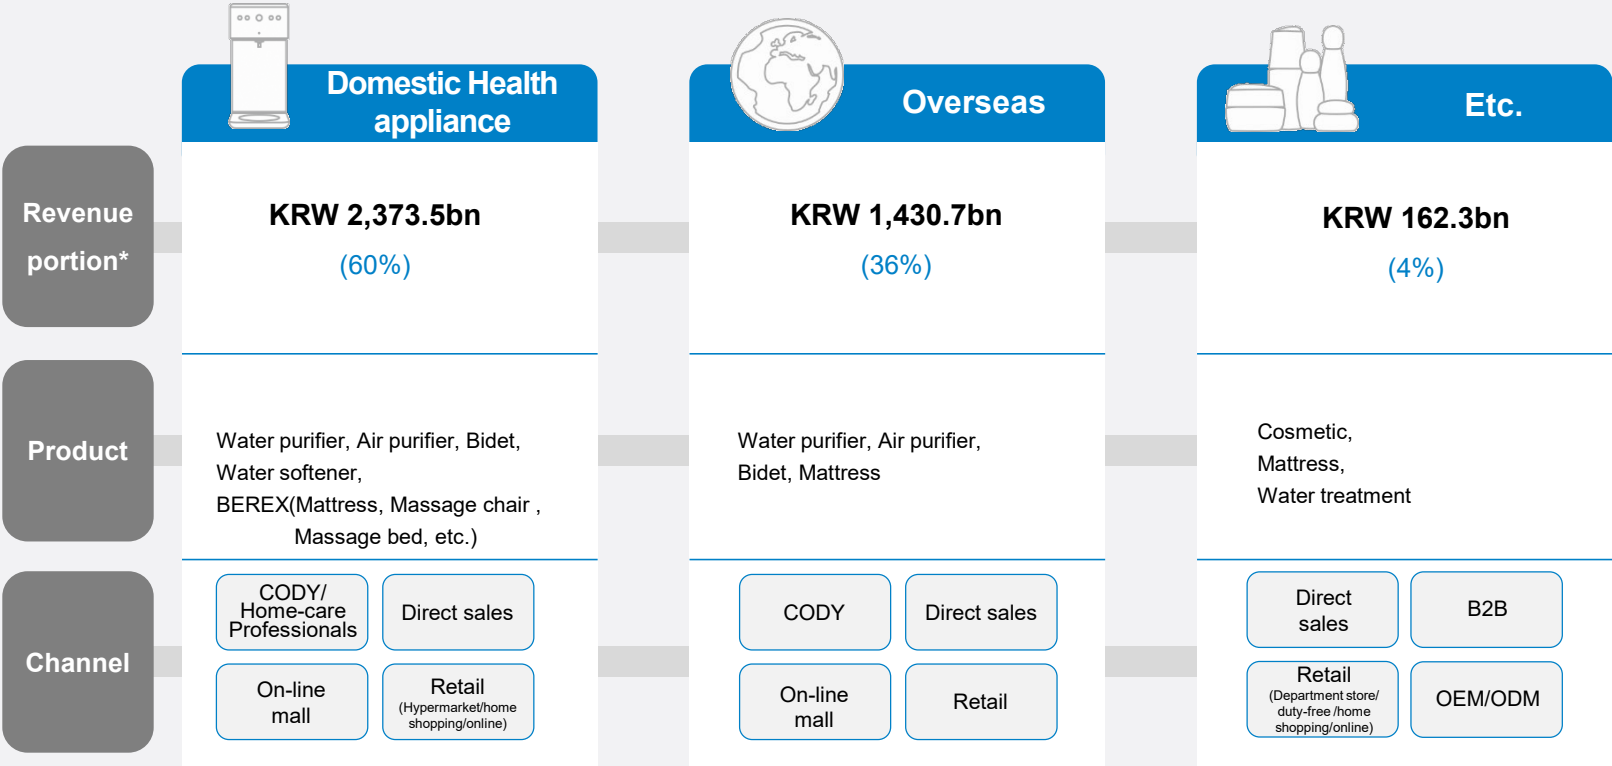 Domestic Health
appliance
Overseas
Etc.
Revenue
portion*
KRW 2,373.5bn
(60%)
KRW 1,430.7bn
(36%)
KRW 162.3bn
(4%)
Product
Water purifier, Air purifier, Bidet,
Water softener,
BEREX(Mattress, Massage chair ,
Massage bed, etc.)
Water purifier, Air purifier,
Bidet, Mattress
Cosmetic,
Mattress,
Water treatment
Channel
CODY/
Home-care
Professionals
Direct sales
On-line
mall
Retail
(Hypermarket/home
shopping/online)
CODY
Direct sales
On-line
mall
Retail
Direct
sales
B2B
Retail
(Department store/
duty-free /home
shopping/online)
OEM/ODM